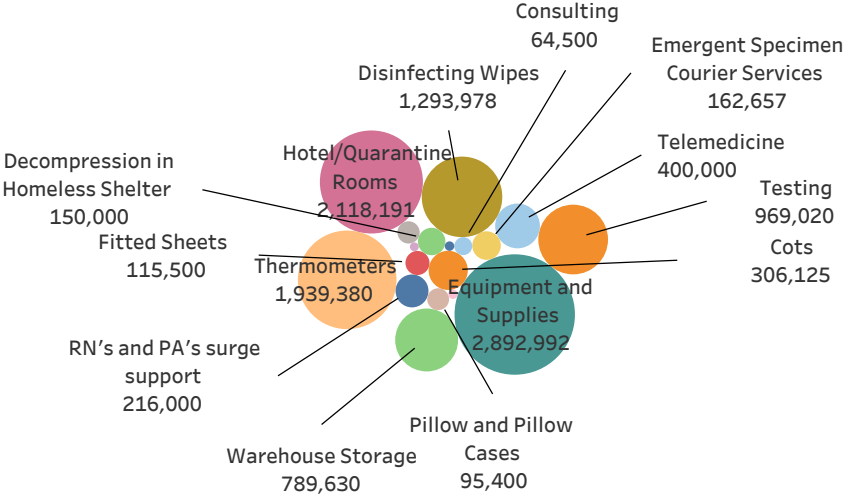 Consulting
64,500
Emergent Specimen
Courier Services
162,657
Disinfecting Wipes
1,293,978
Telemedicine
400,000
Hotel/Quarantine
Rooms
2,118,191
Decompression in
Homeless Shelter
150,000
Testing
969,020
Fitted Sheets
115,500
Cots
306,125
Thermometers
1,939,380
Equipment and
Supplies
2,892,992
RN's and PA's surge
support
216,000
Pillow and Pillow
Cases
95,400
Warehouse Storage
789,630